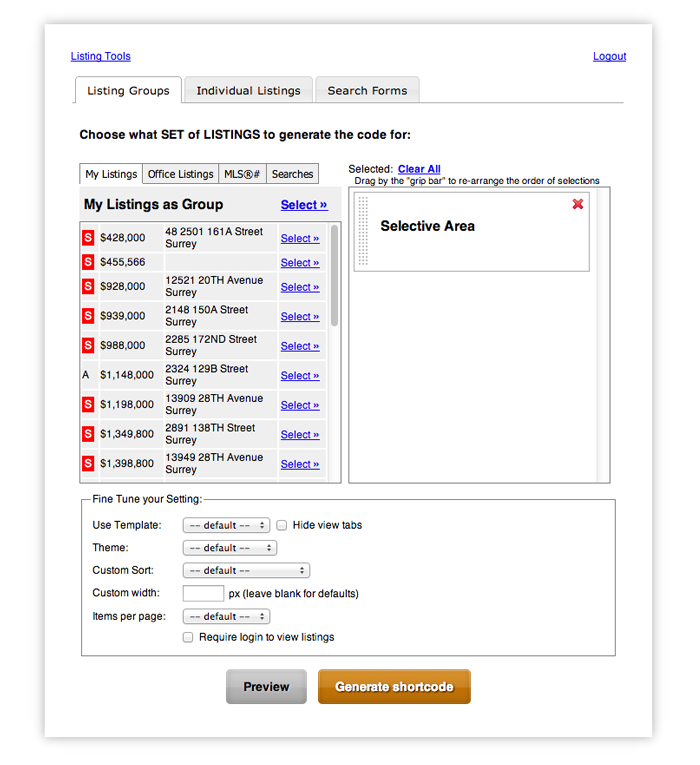 Listing Tools Logout
Listing Groups Individual Listings Search Forms
Choose what SET of LISTINGS to generate the code for:
My Listings Office Listings MLS®# Searches
My Listings as Group Select »
S $428,000 48 2501 161A Street Surrey Select »
S $455,566 Select »
S $928,000 12521 20TH Avenue Surrey Select »
S $939,000 2148 150A Street Surrey Select »
S $988,000 2285 172ND Street Surrey Select »
A $1,148,000 2324 129B Street Surrey Select »
S $1,198,000 13909 28TH Avenue Surrey Select »
S $1,349,800 2891 138TH Street Surrey Select »
S $1,398,800 13949 28TH Avenue Surrey Select »
Selected: Clear All
Drag by the "grip bar" to re-arrange the order of selections
Selective Area
Fine Tune your Setting:
Use Template: -- default -- Hide view tabs
Theme: -- default --
Custom Sort: -- default --
Custom width: px (leave blank for defaults)
Items per page: -- default --
Require login to view listings
Preview Generate shortcode